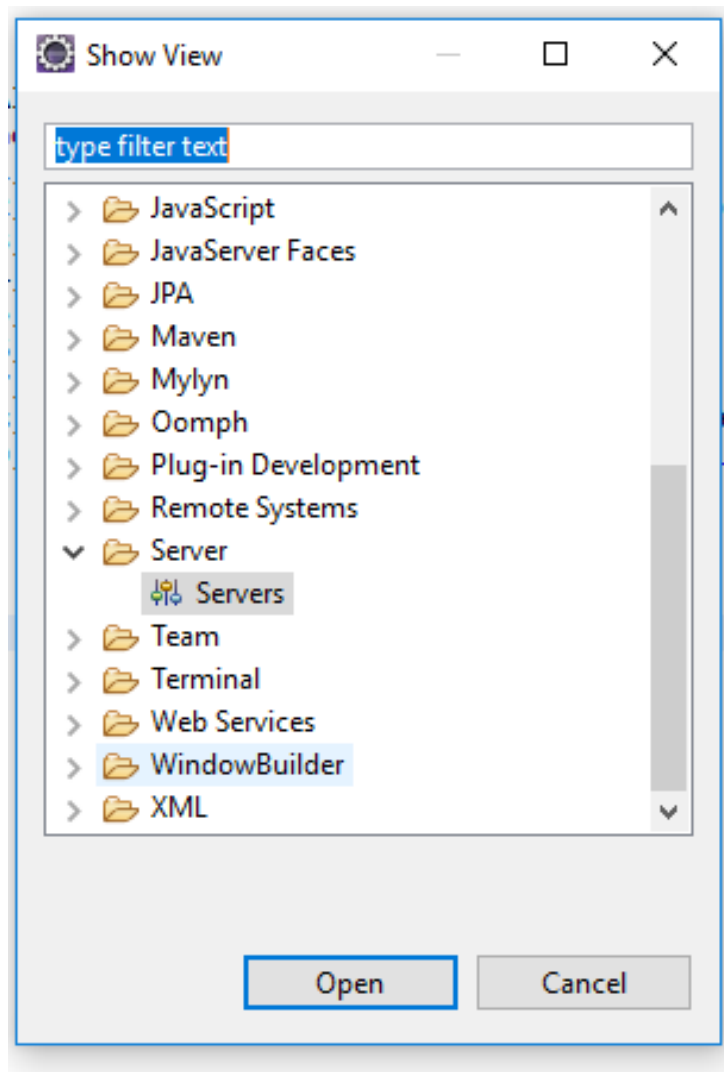 Show View
type filter text
JavaScript
JavaServer Faces
JPA
Maven
Mylyn
Oomph
Plug-in Development
Remote Systems
Server
Servers
Team
Terminal
Web Services
WindowBuilder
XML
Open
Cancel